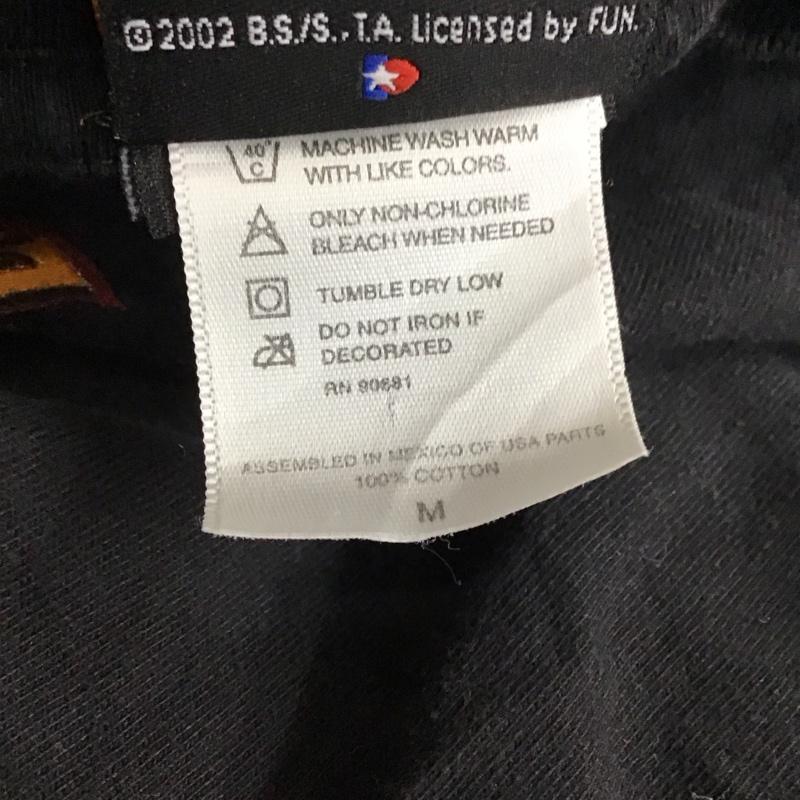 ©2002 B.S./S.,T.A. Licensed by FUN.
40°
C
MACHINE WASH WARM
WITH LIKE COLORS.
ONLY NON-CHLORINE
BLEACH WHEN NEEDED
TUMBLE DRY LOW
DO NOT IRON IF
DECORATED
RN 90681
ASSEMBLED IN MEXICO OF USA PARTS
100% COTTON
M